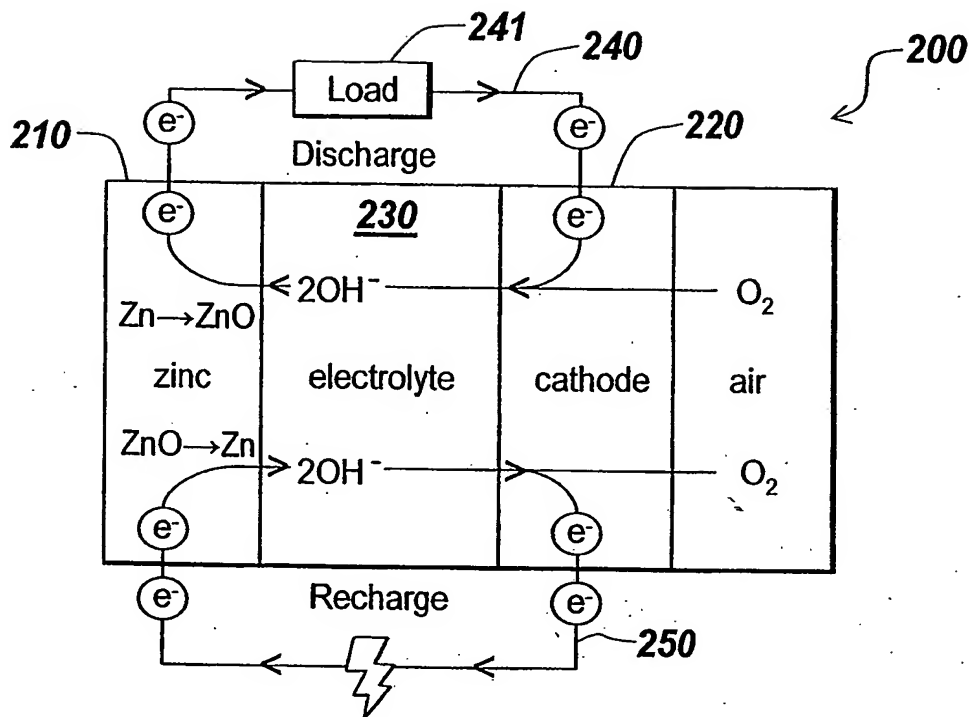 241
240
200
Load
e-
e-
210
220
Discharge
e-
230
e-
2OH-
O2
Zn→ZnO
zinc
electrolyte
cathode
air
ZnO→Zn
2OH-
O2
e-
e-
Recharge
e-
e-
250